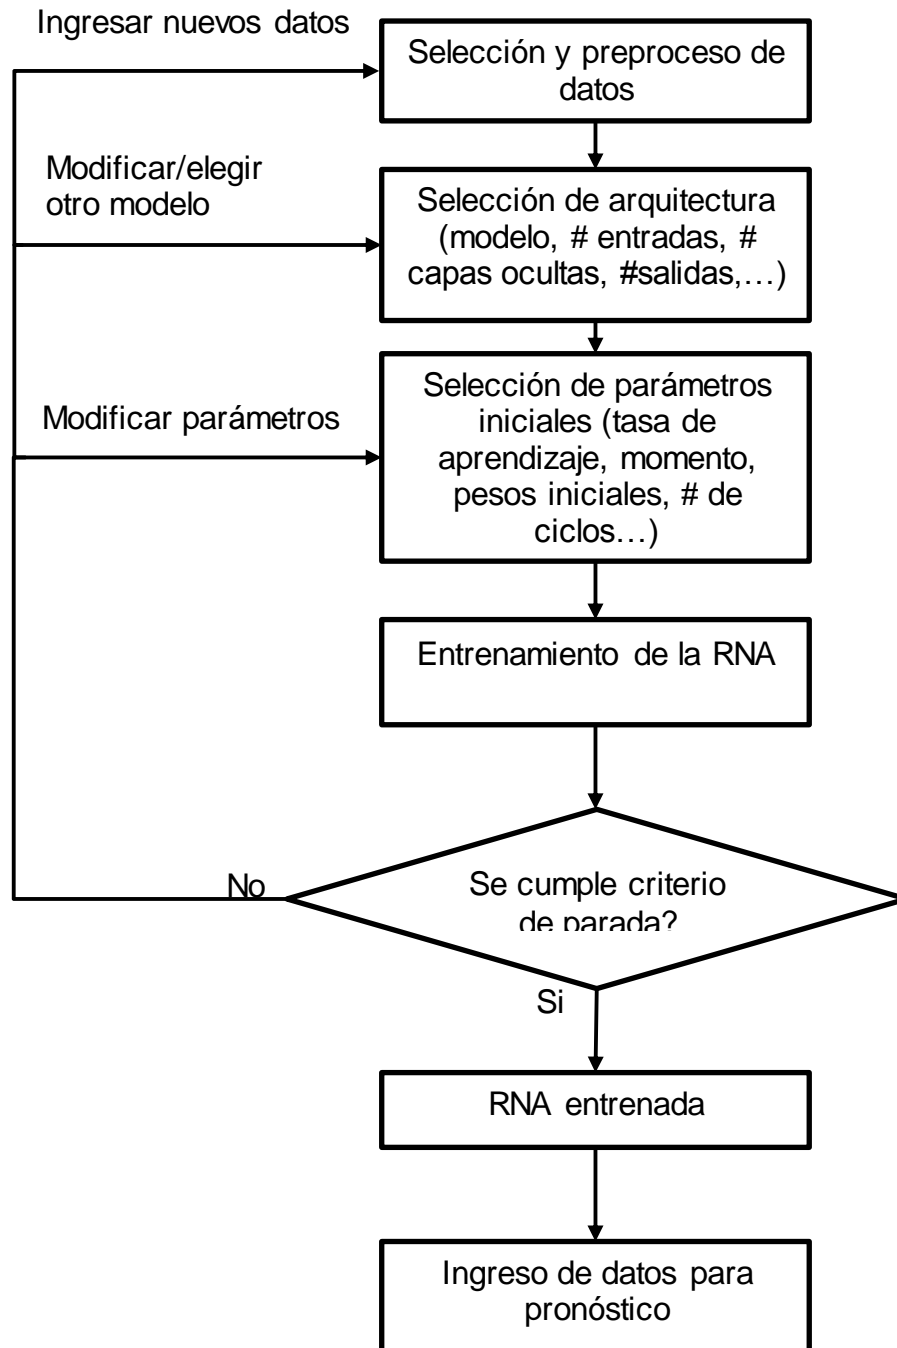 Ingresar nuevos datos
Selección y preproceso de
datos
Modificar/elegir
otro modelo
Selección de arquitectura
(modelo, # entradas, #
capas ocultas, #salidas,…)
Modificar parámetros
Selección de parámetros
iniciales (tasa de
aprendizaje, momento,
pesos iniciales, # de
ciclos…)
Entrenamiento de la RNA
No
Se cumple criterio
de parada?
Si
RNA entrenada
Ingreso de datos para
pronóstico